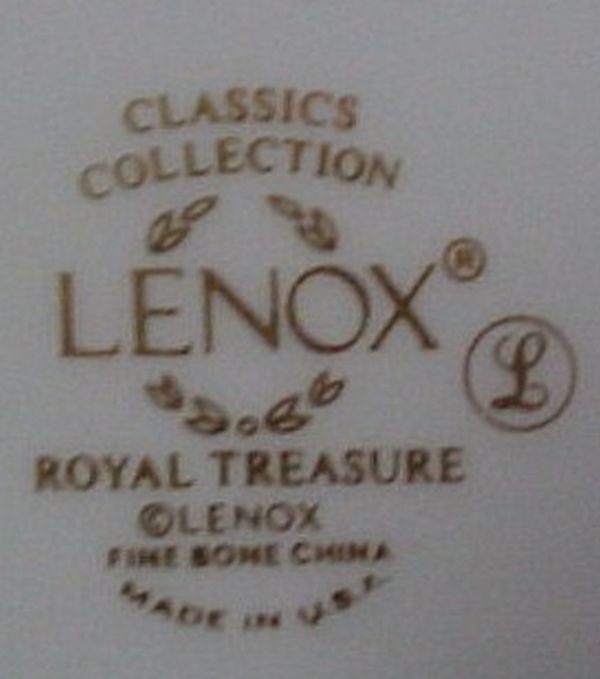 CLASSICS
COLLECTION
LENOX®
L
ROYAL TREASURE
©LENOX
FINE BONE CHINA
MADE IN U.S.A.